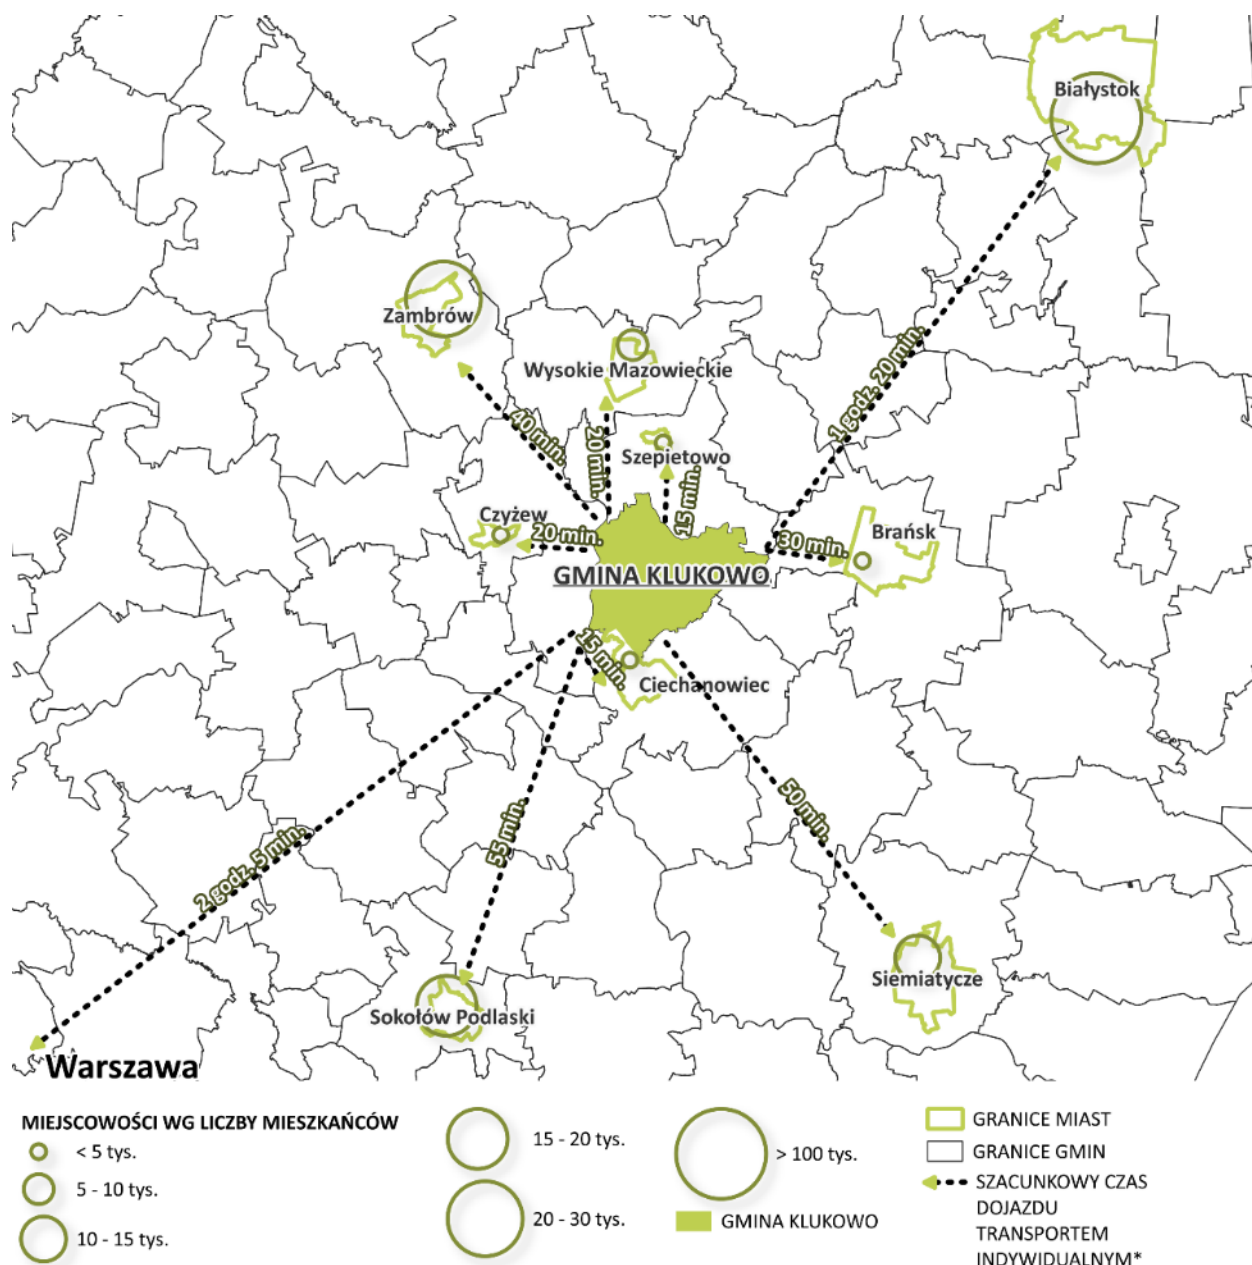 Białystok
Zambrów
Wysokie Mazowieckie
1 godz. 20 min.
40 min.
20 min.
Szepietowo
15 min.
Czyżew
20 min.
Brańsk
30 min.
GMINA KLUKOWO
15 min.
Ciechanowiec
50 min.
55 min.
2 godz. 5 min.
Siemiatycze
Sokołów Podlaski
Warszawa
MIEJSCOWOŚCI WG LICZBY MIESZKAŃCÓW
< 5 tys.
5 - 10 tys.
10 - 15 tys.
15 - 20 tys.
20 - 30 tys.
> 100 tys.
GMINA KLUKOWO
GRANICE MIAST
GRANICE GMIN
SZACUNKOWY CZAS
DOJAZDU
TRANSPORTEM
INDYWIDUALNYM*